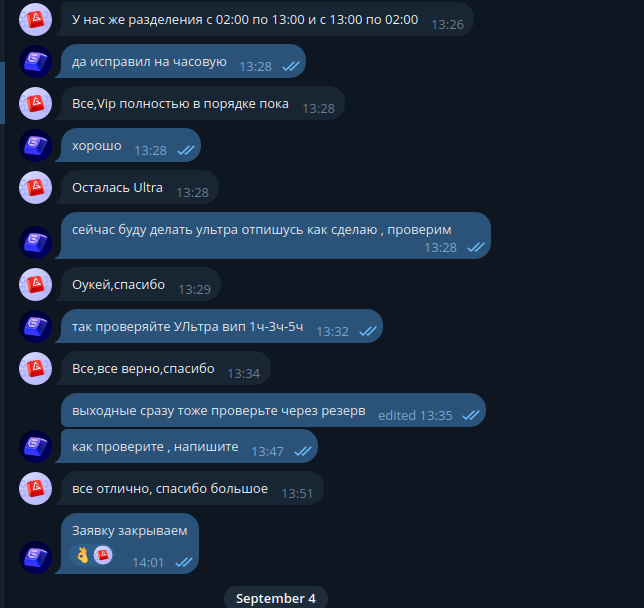 У нас же разделения с 02:00 по 13:00 и с 13:00 по 02:00 13:26
да исправил на часовую 13:28
Все,Vip полностью в порядке пока 13:28
хорошо 13:28
Осталась Ultra 13:28
сейчас буду делать ультра отпишусь как сделаю , проверим
13:28
Оукей,спасибо 13:29
так проверяйте УЛьтра вип 1ч-3ч-5ч 13:32
Все,все верно,спасибо 13:34
выходные сразу тоже проверьте через резерв edited 13:35
как проверите , напишите 13:47
все отлично, спасибо большое 13:51
Заявку закрываем
14:01
September 4